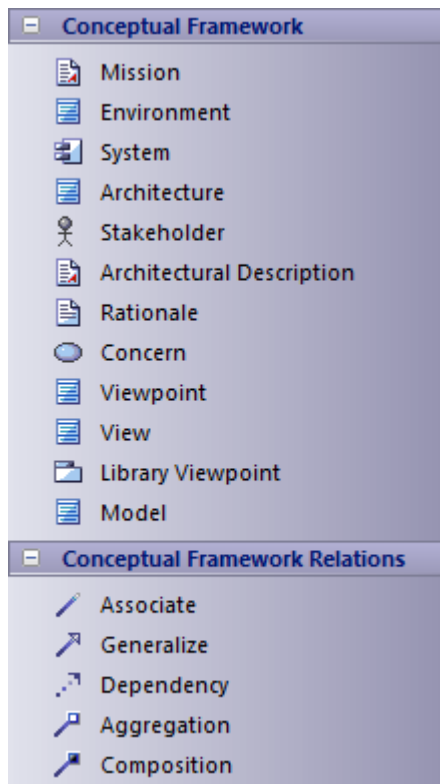 Conceptual Framework
Mission
Environment
System
Architecture
Stakeholder
Architectural Description
Rationale
Concern
Viewpoint
View
Library Viewpoint
Model
Conceptual Framework Relations
Associate
Generalize
Dependency
Aggregation
Composition